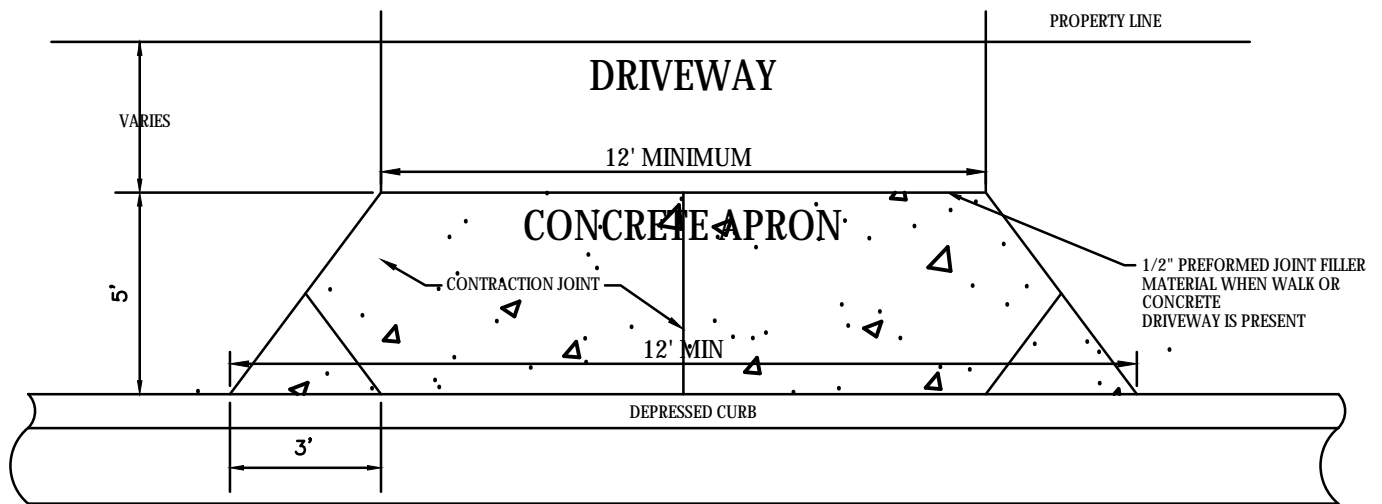 PROPERTY LINE
DRIVEWAY
VARIES
12' MINIMUM
CONCRETE APRON
1/2" PREFORMED JOINT FILLER
MATERIAL WHEN WALK OR
CONCRETE
DRIVEWAY IS PRESENT
CONTRACTION JOINT
5'
12' MIN
DEPRESSED CURB
3'